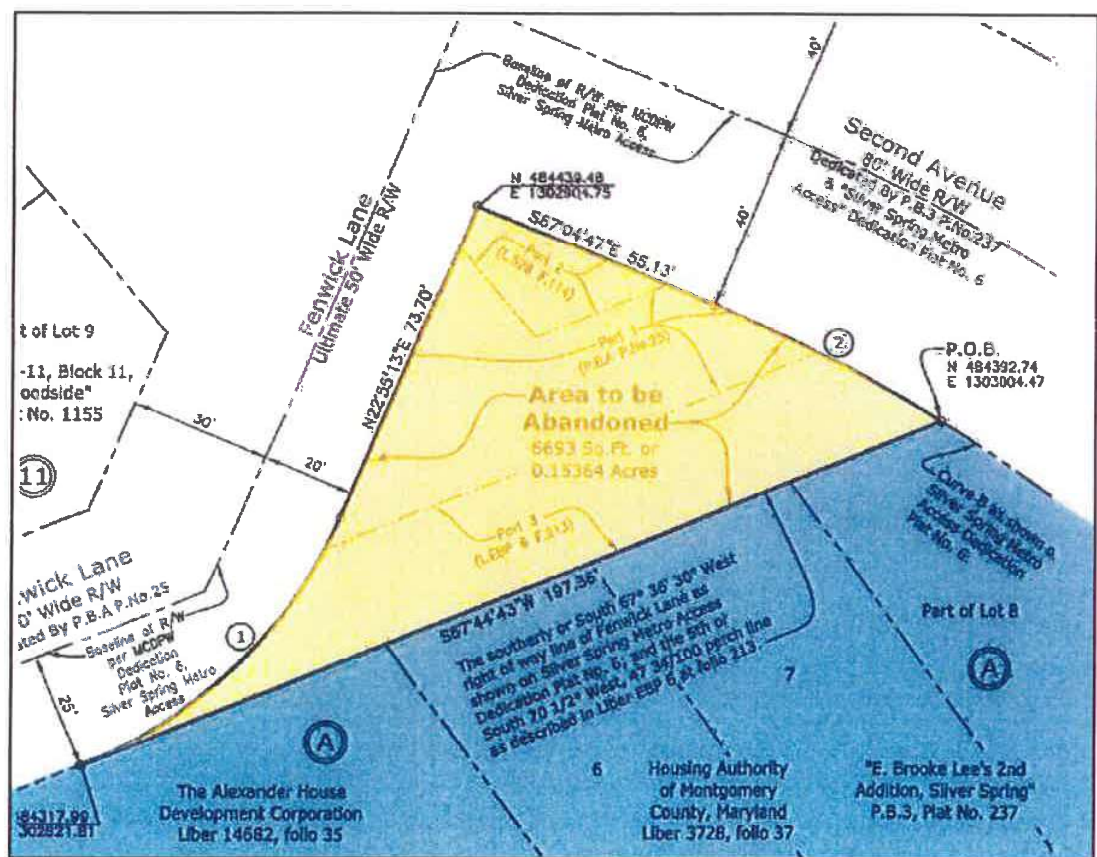 Baseline of R/W per MCDPW
Dedication Plat No. 6,
Silver Spring Metro Access
40'
Second Avenue
80' Wide R/W
Dedicated By P.B.3 P.No.237
& "Silver Spring Metro
Access" Dedication Plat No. 6
40'
N 484439.48
E 1302904.75
S67°04'47"E 55.13'
Fenwick Lane
Ultimate 50' Wide R/W
N22°55'13"E 73.70'
Part 2
Part 1
(P.BA P.No.25)
2
P.O.B.
N 484392.74
E 1303004.47
t of Lot 9
-11, Block 11,
oodside"
: No. 1155
11
30'
20'
Area to be
Abandoned
6693 Sq.Ft. or
0.15364 Acres
Part 3
(L.EBP 6 F.213)
S67°44'43"W 197.36'
The southerly or South 67° 36' 30" West
right of way line of Fenwick Lane as
shown on Silver Spring Metro Access
Dedication Plat No. 6; and the 5th or
South 70 1/2° West, 47 34/100 perch line
as described in Liber EBP 6 at folio 213
Curve-B as shown o.
Silver Spring Metro
Access Dedication
Plat No. 6.
Part of Lot 8
A
7
wick Lane
0' Wide R/W
ated By P.B.A P.No.25
Baseline of R/W
per MCDPW
Dedication
Plat No. 6,
Silver Spring Metro
Access
1
25'
484317.99
302821.81
A
The Alexander House
Development Corporation
Liber 14682, folio 35
6
Housing Authority
of Montgomery
County, Maryland
Liber 3728, folio 37
"E. Brooke Lee's 2nd
Addition, Silver Spring"
P.B.3, Plat No. 237